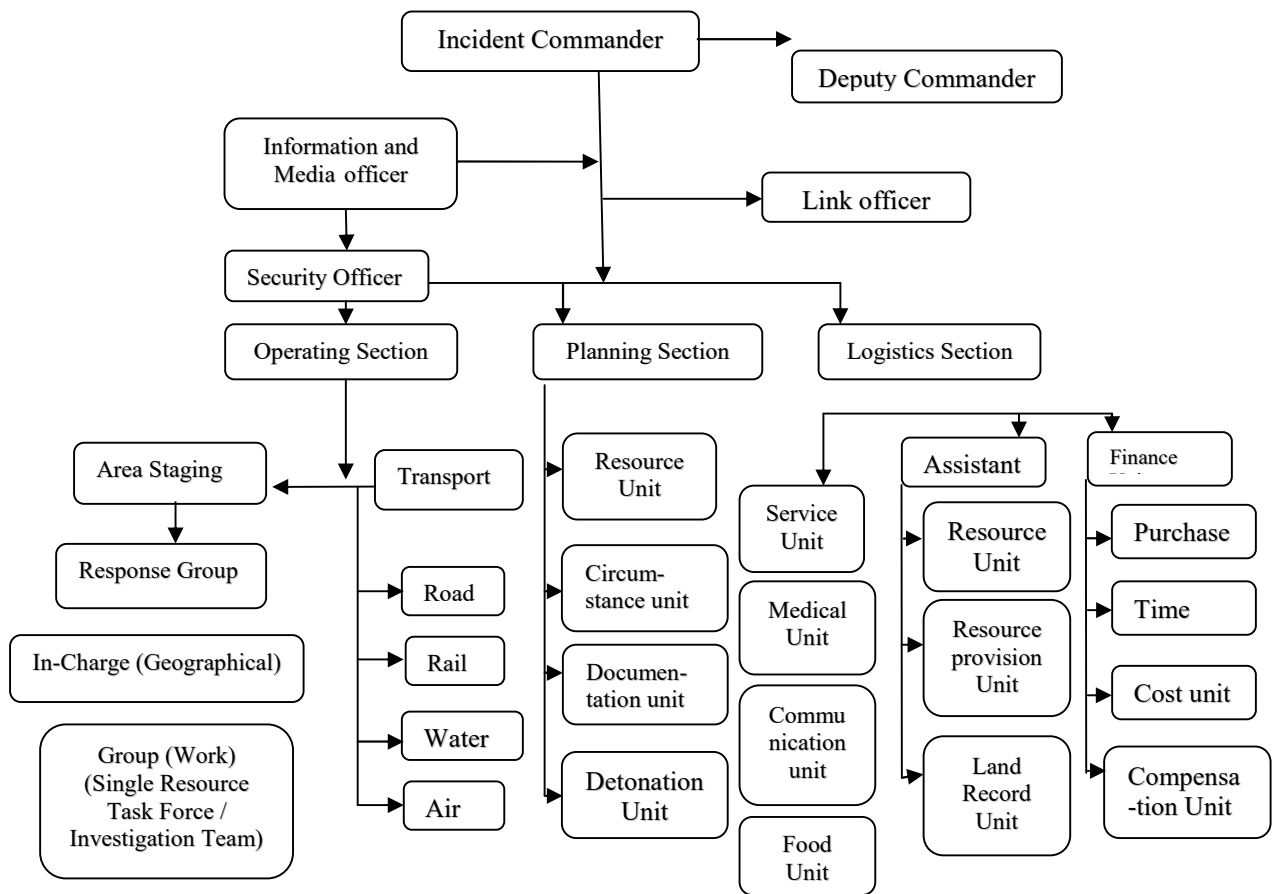 Incident Commander
Deputy Commander
Information and
Media officer
Link officer
Security Officer
Operating Section
Planning Section
Logistics Section
Area Staging
Transport
Response Group
In-Charge (Geographical)
Group (Work)
(Single Resource
Task Force /
Investigation Team)
Road
Rail
Water
Air
Resource
Unit
Circum-
stance unit
Documen-
tation unit
Detonation
Unit
Service
Unit
Medical
Unit
Commu
nication
unit
Food
Unit
Assistant
Resource
Unit
Resource
provision
Unit
Land
Record
Unit
Finance
Purchase
Time
Cost unit
Compensa
-tion Unit